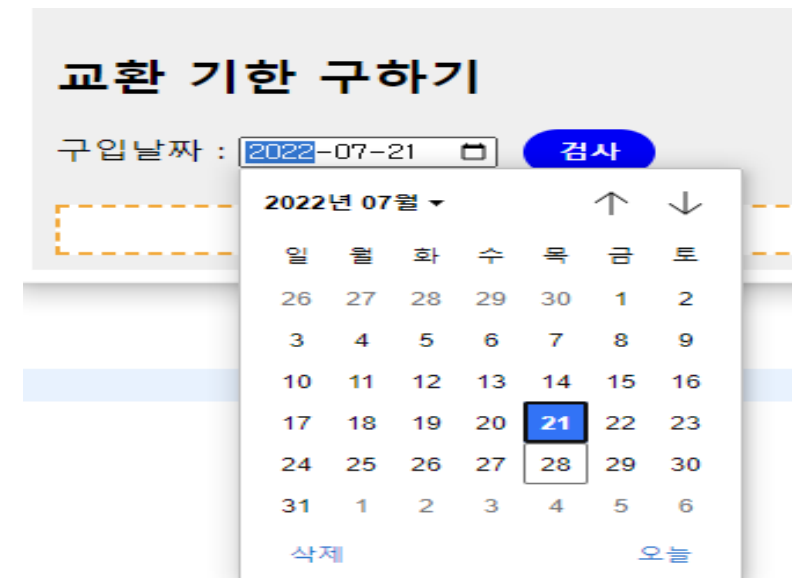 교환 기한 구하기
구입날짜 : 2022-07-21 검사
2022년 07월
일 월 화 수 목 금 토
26 27 28 29 30 1 2
3 4 5 6 7 8 9
10 11 12 13 14 15 16
17 18 19 20 21 22 23
24 25 26 27 28 29 30
31 1 2 3 4 5 6
삭제 오늘